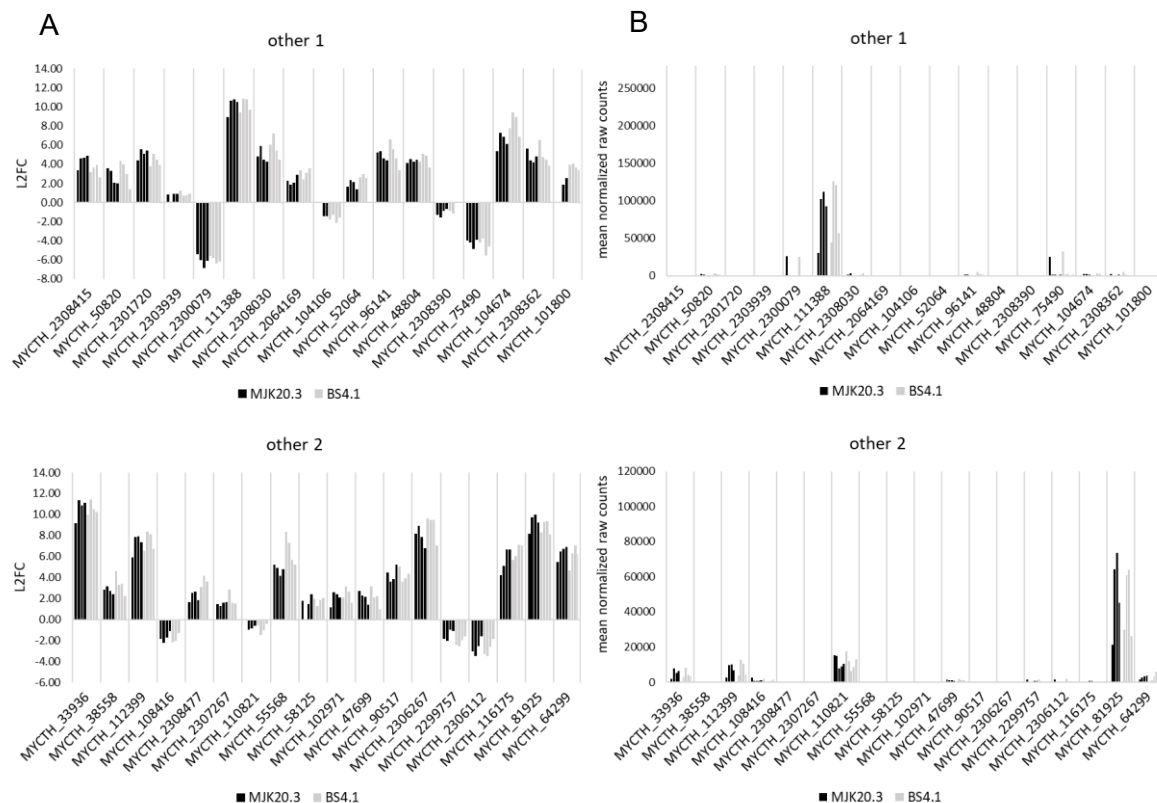 A
other 1
L2FC
14.00
12.00
10.00
8.00
6.00
4.00
2.00
0.00
-2.00
-4.00
-6.00
-8.00
MYCTH_2308415
MYCTH_50820
MYCTH_2301720
MYCTH_2303939
MYCTH_2300079
MYCTH_111388
MYCTH_2308030
MYCTH_2064169
MYCTH_104106
MYCTH_52064
MYCTH_96141
MYCTH_48804
MYCTH_2308390
MYCTH_75490
MYCTH_104674
MYCTH_2308362
MYCTH_101800
MJK20.3 BS4.1
B
other 1
mean normalized raw counts
250000
200000
150000
100000
50000
0
MYCTH_2308415
MYCTH_50820
MYCTH_2301720
MYCTH_2303939
MYCTH_2300079
MYCTH_111388
MYCTH_2308030
MYCTH_2064169
MYCTH_104106
MYCTH_52064
MYCTH_96141
MYCTH_48804
MYCTH_2308390
MYCTH_75490
MYCTH_104674
MYCTH_2308362
MYCTH_101800
MJK20.3 BS4.1
other 2
L2FC
14.00
12.00
10.00
8.00
6.00
4.00
2.00
0.00
-2.00
-4.00
-6.00
MYCTH_33936
MYCTH_38558
MYCTH_112399
MYCTH_108416
MYCTH_2308477
MYCTH_2307267
MYCTH_110821
MYCTH_55568
MYCTH_58125
MYCTH_102971
MYCTH_47699
MYCTH_90517
MYCTH_2306267
MYCTH_2299757
MYCTH_2306112
MYCTH_116175
MYCTH_81925
MYCTH_64299
MJK20.3 BS4.1
other 2
mean normalized raw counts
120000
100000
80000
60000
40000
20000
0
MYCTH_33936
MYCTH_38558
MYCTH_112399
MYCTH_108416
MYCTH_2308477
MYCTH_2307267
MYCTH_110821
MYCTH_55568
MYCTH_58125
MYCTH_102971
MYCTH_47699
MYCTH_90517
MYCTH_2306267
MYCTH_2299757
MYCTH_2306112
MYCTH_116175
MYCTH_81925
MYCTH_64299
MJK20.3 BS4.1